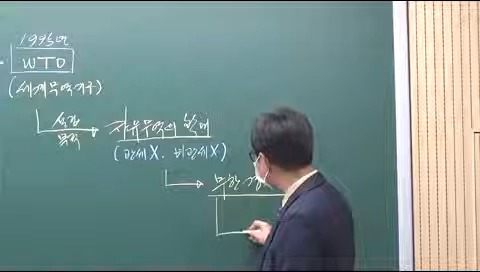 1995년
WTO
(세계무역기구)
설립
목적
자유무역의 확대
(관세X, 비관세X)
무한경